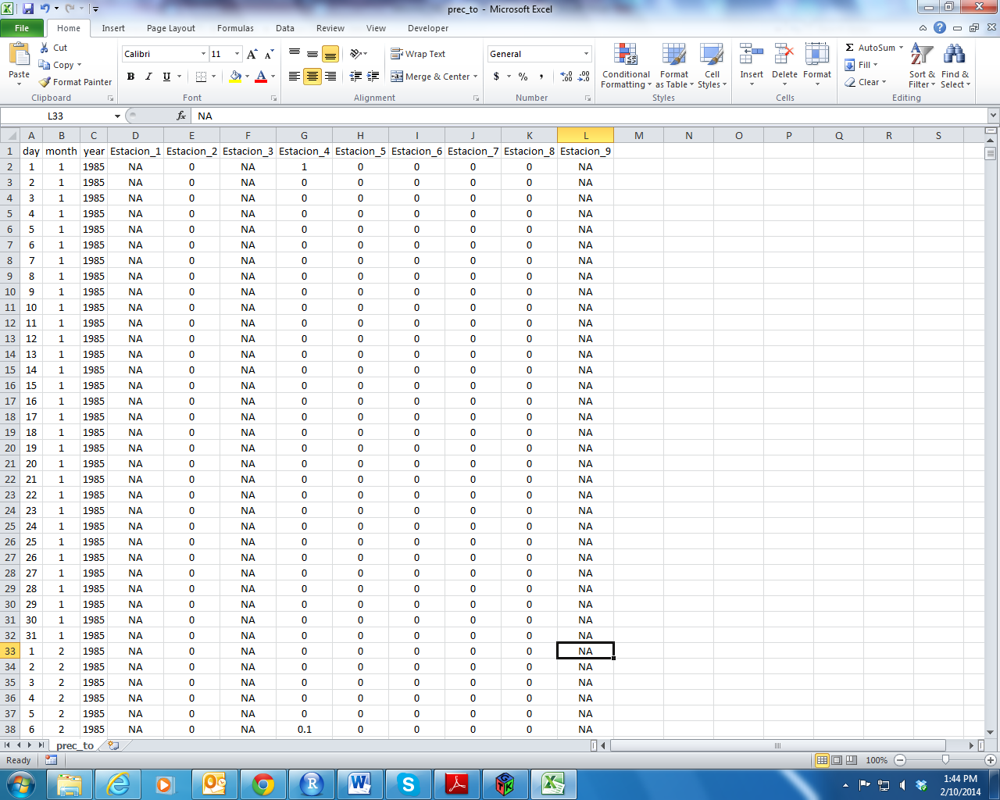 prec_to - Microsoft Excel
File Home Insert Page Layout Formulas Data Review View Developer
Cut Calibri 11 A A Wrap Text General AutoSum
Copy Fill
Paste Format Painter B I U A Merge & Center $ % , .00 .0 Conditional Formatting Format as Table Cell Styles Insert Delete Format Clear Sort & Filter Find & Select
Clipboard Font Alignment Number Styles Cells Editing
L33 fx NA
A B C D E F G H I J K L M N O P Q R S
1 day month year Estacion_1 Estacion_2 Estacion_3 Estacion_4 Estacion_5 Estacion_6 Estacion_7 Estacion_8 Estacion_9
2 1 1 1985 NA 0 NA 1 0 0 0 0 NA
3 2 1 1985 NA 0 NA 0 0 0 0 0 NA
4 3 1 1985 NA 0 NA 0 0 0 0 0 NA
5 4 1 1985 NA 0 NA 0 0 0 0 0 NA
6 5 1 1985 NA 0 NA 0 0 0 0 0 NA
7 6 1 1985 NA 0 NA 0 0 0 0 0 NA
8 7 1 1985 NA 0 NA 0 0 0 0 0 NA
9 8 1 1985 NA 0 NA 0 0 0 0 0 NA
10 9 1 1985 NA 0 NA 0 0 0 0 0 NA
11 10 1 1985 NA 0 NA 0 0 0 0 0 NA
12 11 1 1985 NA 0 NA 0 0 0 0 0 NA
13 12 1 1985 NA 0 NA 0 0 0 0 0 NA
14 13 1 1985 NA 0 NA 0 0 0 0 0 NA
15 14 1 1985 NA 0 NA 0 0 0 0 0 NA
16 15 1 1985 NA 0 NA 0 0 0 0 0 NA
17 16 1 1985 NA 0 NA 0 0 0 0 0 NA
18 17 1 1985 NA 0 NA 0 0 0 0 0 NA
19 18 1 1985 NA 0 NA 0 0 0 0 0 NA
20 19 1 1985 NA 0 NA 0 0 0 0 0 NA
21 20 1 1985 NA 0 NA 0 0 0 0 0 NA
22 21 1 1985 NA 0 NA 0 0 0 0 0 NA
23 22 1 1985 NA 0 NA 0 0 0 0 0 NA
24 23 1 1985 NA 0 NA 0 0 0 0 0 NA
25 24 1 1985 NA 0 NA 0 0 0 0 0 NA
26 25 1 1985 NA 0 NA 0 0 0 0 0 NA
27 26 1 1985 NA 0 NA 0 0 0 0 0 NA
28 27 1 1985 NA 0 NA 0 0 0 0 0 NA
29 28 1 1985 NA 0 NA 0 0 0 0 0 NA
30 29 1 1985 NA 0 NA 0 0 0 0 0 NA
31 30 1 1985 NA 0 NA 0 0 0 0 0 NA
32 31 1 1985 NA 0 NA 0 0 0 0 0 NA
33 1 2 1985 NA 0 NA 0 0 0 0 0 NA
34 2 2 1985 NA 0 NA 0 0 0 0 0 NA
35 3 2 1985 NA 0 NA 0 0 0 0 0 NA
36 4 2 1985 NA 0 NA 0 0 0 0 0 NA
37 5 2 1985 NA 0 NA 0 0 0 0 0 NA
38 6 2 1985 NA 0 NA 0.1 0 0 0 0 NA
prec_to
Ready 100%
1:44 PM
2/10/2014